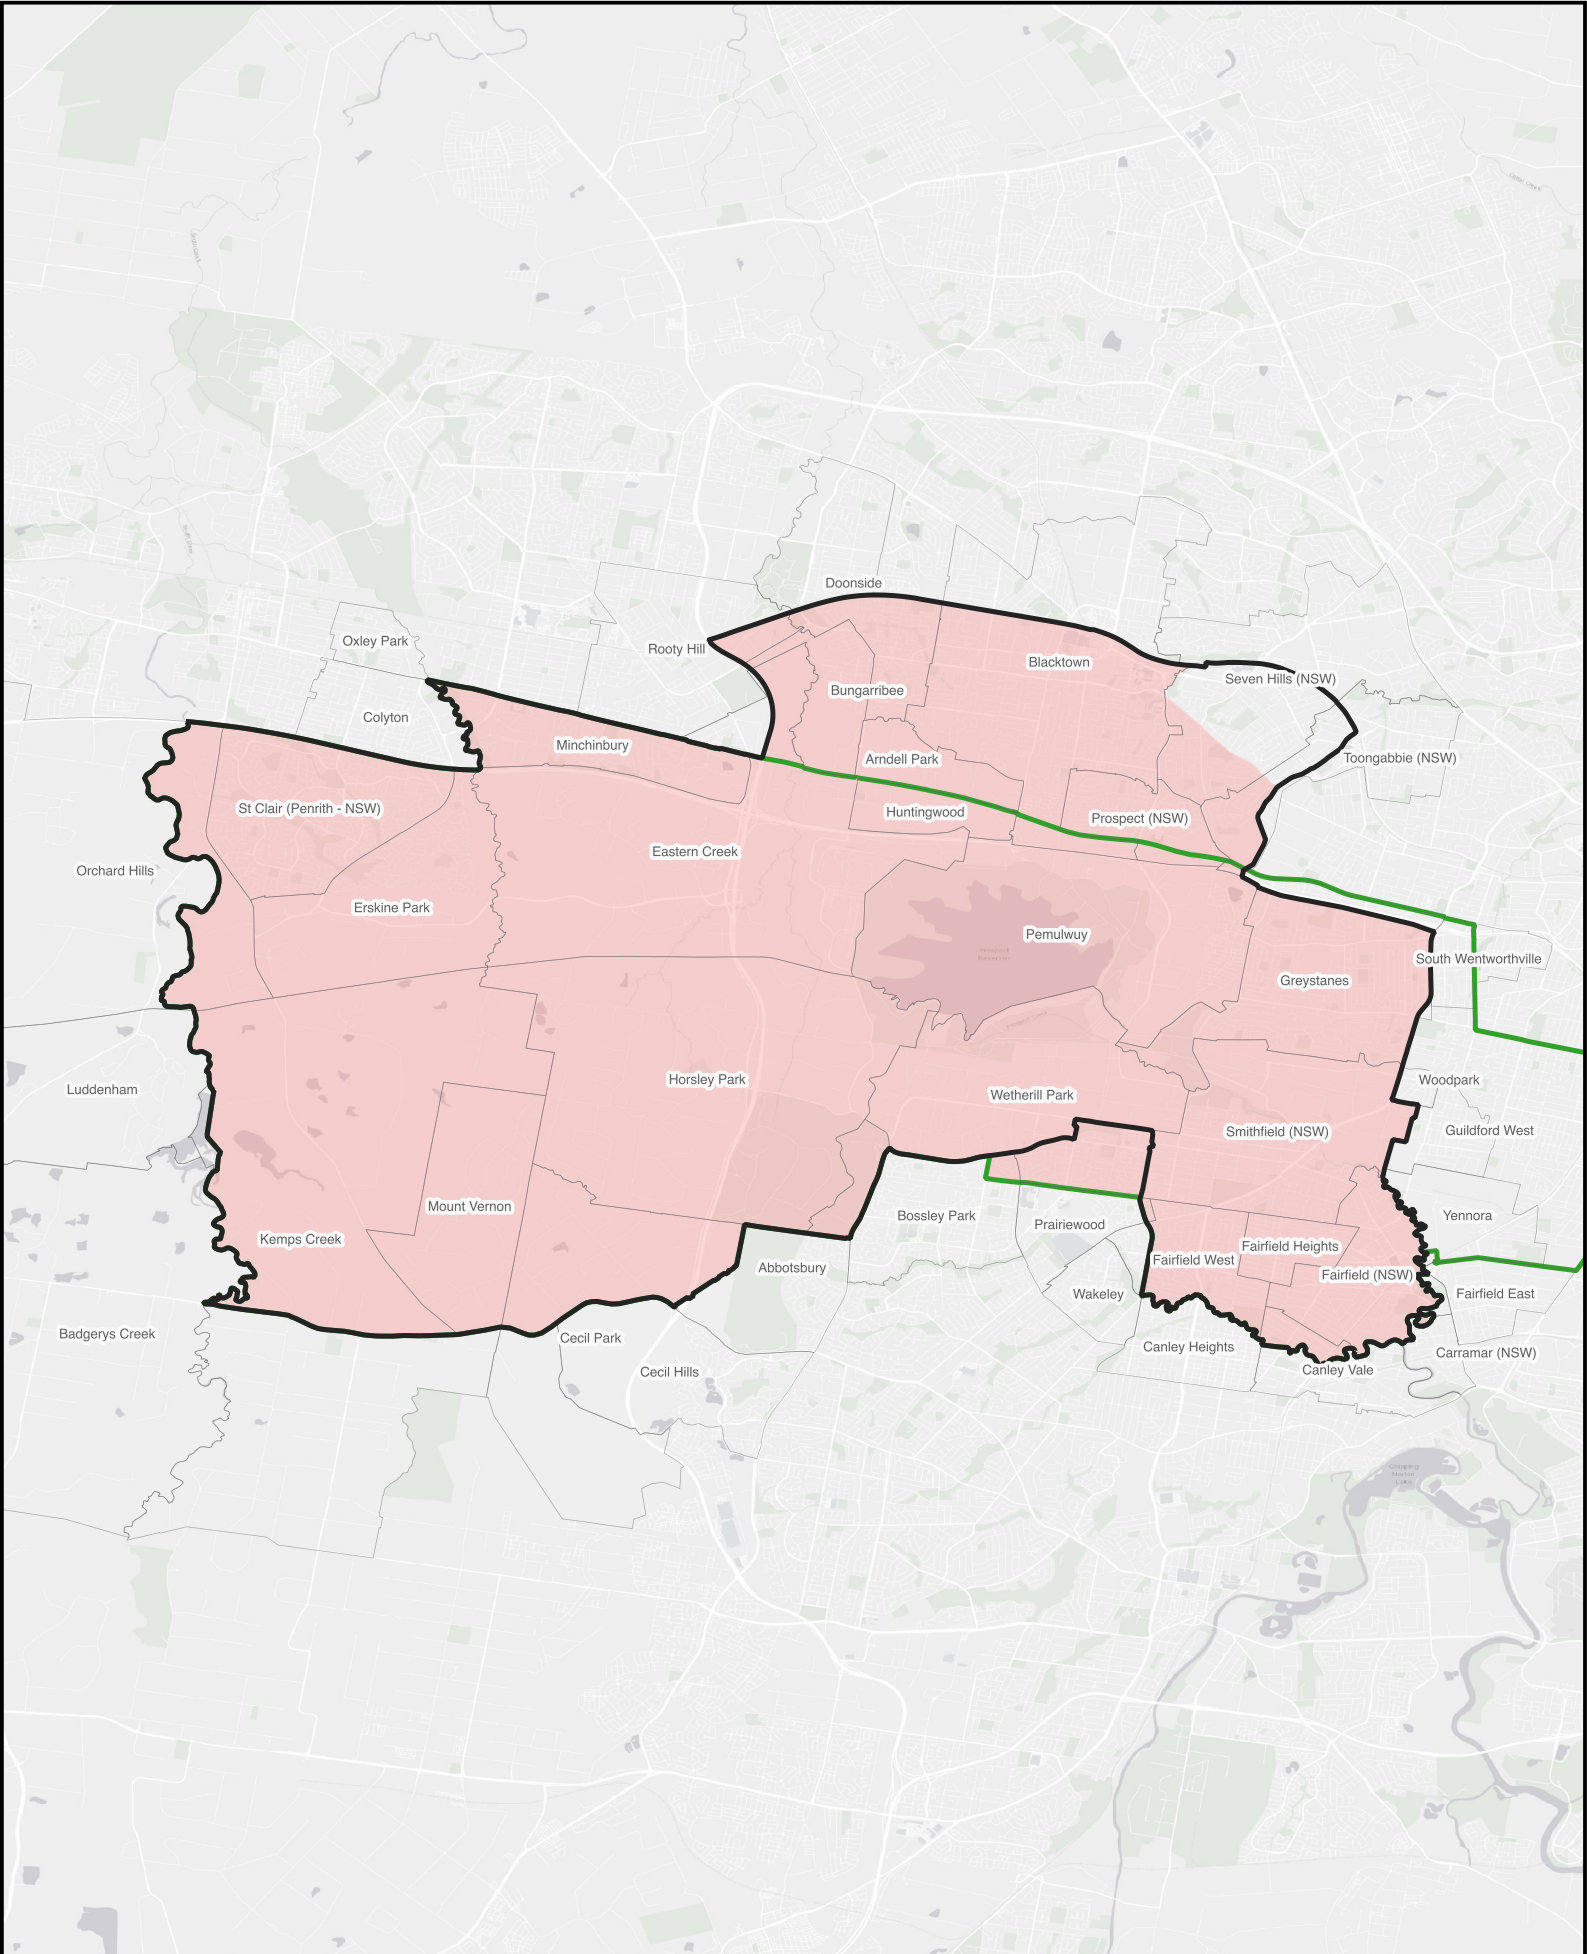 Doonside
Oxley Park
Rooty Hill
Blacktown
Seven Hills (NSW)
Bungarribee
Colyton
Minchinbury
Arndell Park
Toongabbie (NSW)
St Clair (Penrith - NSW)
Huntingwood
Prospect (NSW)
Eastern Creek
Orchard Hills
Erskine Park
Pemulwuy
South Wentworthville
Greystanes
Horsley Park
Woodpark
Luddenham
Wetherill Park
Smithfield (NSW)
Guildford West
Mount Vernon
Bossley Park
Yennora
Prairiewood
Kemps Creek
Fairfield Heights
Fairfield West
Abbotsbury
Fairfield (NSW)
Wakeley
Fairfield East
Badgerys Creek
Cecil Park
Canley Heights
Carramar (NSW)
Cecil Hills
Canley Vale